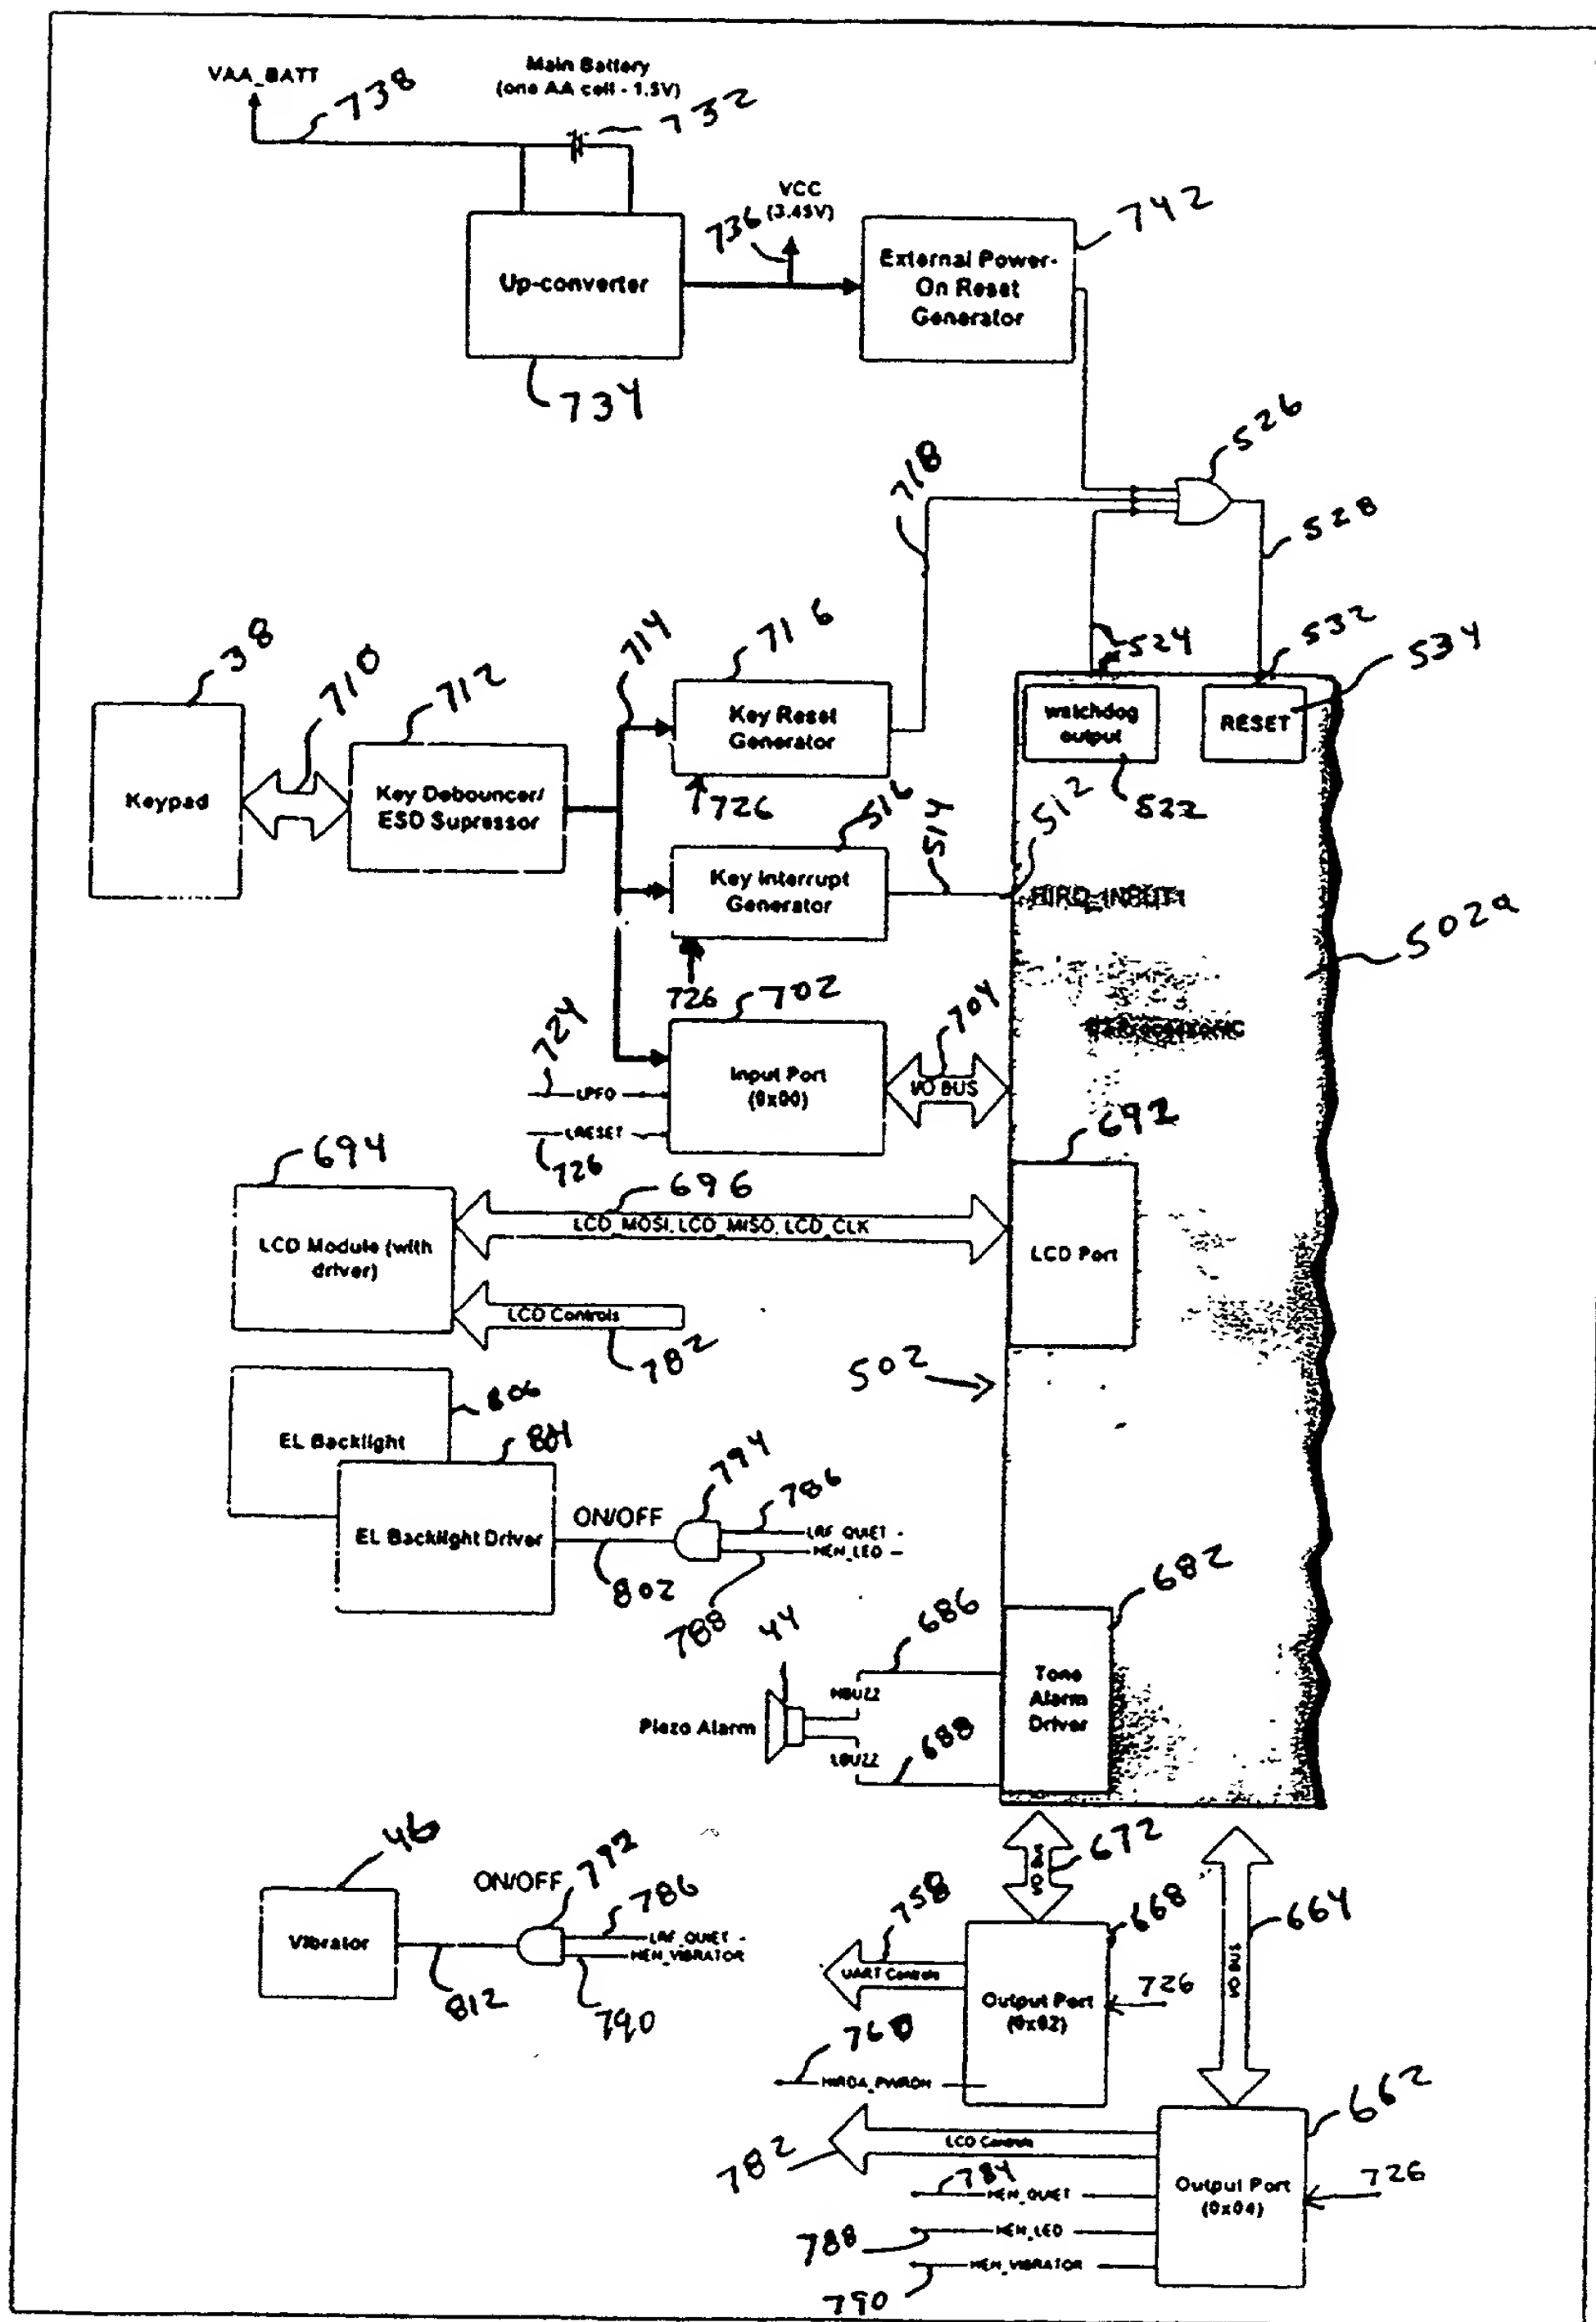 VAA_BATT
738
Main Battery
(one AA cell - 1.5V)
732
VCC
(3.45V)
736
742
Up-converter
External Power-
On Reset
Generator
734
526
718
528
38
710
712
714
716
524
532
534
Keypad
Key Debouncer/
ESD Supressor
Key Reset
Generator
watchdog
output
RESET
726
516
514
512
522
Key Interrupt
Generator
502a
726
702
704
724
LPFO
Input Port
(0x00)
I/O BUS
LRESET
726
694
696
692
LCD_MOSI, LCD_MISO, LCD_CLK
LCD Module (with
driver)
LCD Port
LCD Controls
782
502
806
EL Backlight
804
794
786
ON/OFF
LRF_QUIET
HEN_LED
EL Backlight Driver
802
788
682
44
686
HBUZZ
Tone
Alarm
Driver
Piezo Alarm
LBUZZ
688
46
ON/OFF
792
786
758
672
668
664
Vibrator
LRF_QUIET
HEN_VIBRATOR
812
790
UART Controls
I/O BUS
Output Port
(0x02)
726
760
HIRDA_PWRDN
662
LCD Controls
782
784
HEN_QUIET
Output Port
(0x04)
726
788
HEN_LED
790
HEN_VIBRATOR